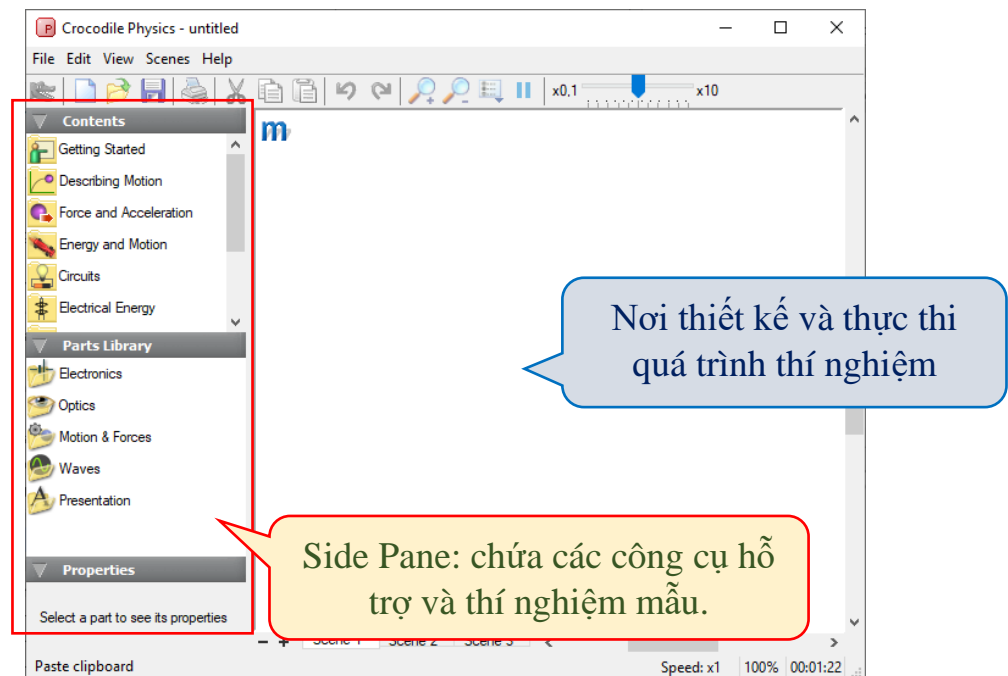 Crocodile Physics - untitled
File Edit View Scenes Help
x0,1 x10
Contents
Getting Started
Describing Motion
Force and Acceleration
Energy and Motion
Circuits
Electrical Energy
Parts Library
Electronics
Optics
Motion & Forces
Waves
Presentation
Properties
Select a part to see its properties
m
Nơi thiết kế và thực thi
quá trình thí nghiệm
Side Pane: chứa các công cụ hỗ
trợ và thí nghiệm mẫu.
Scene 1 Scene 2 Scene 3
Paste clipboard
Speed: x1 100% 00:01:22